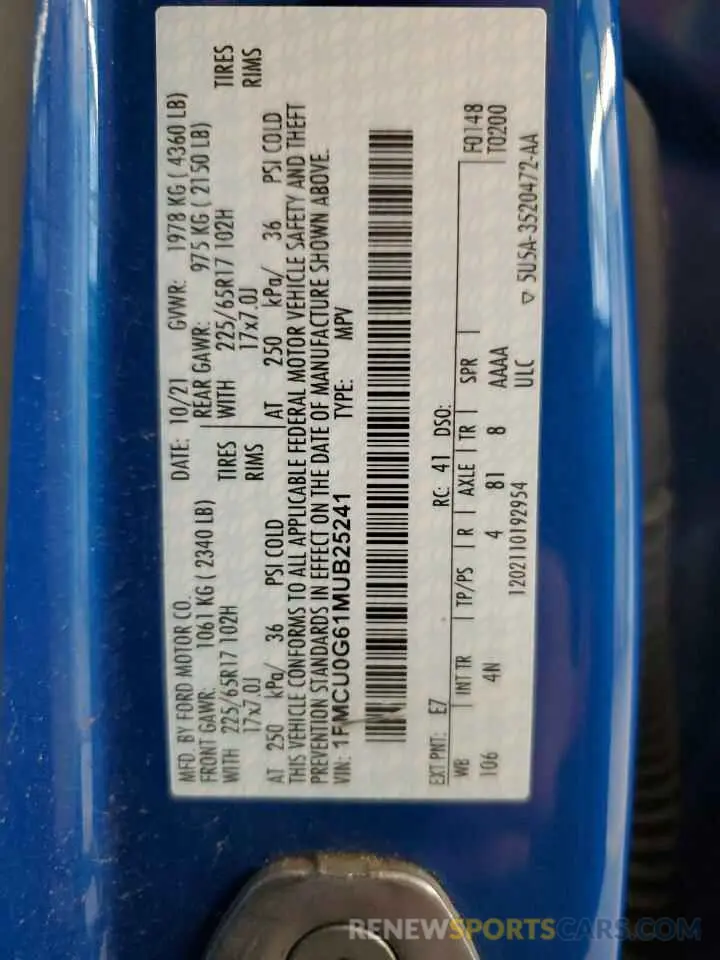 MFD. BY FORD MOTOR CO.
DATE: 10/21 GVWR: 1978 KG ( 4360 LB)
FRONT GAWR: 1061 KG ( 2340 LB)
REAR GAWR: 975 KG ( 2150 LB)
WITH 225/65R17 102H TIRES
WITH 225/65R17 102H TIRES
17x7.0J RIMS
17x7.0J RIMS
AT 250 kPa/ 36 PSI COLD
AT 250 kPa/ 36 PSI COLD
THIS VEHICLE CONFORMS TO ALL APPLICABLE FEDERAL MOTOR VEHICLE SAFETY AND THEFT
PREVENTION STANDARDS IN EFFECT ON THE DATE OF MANUFACTURE SHOWN ABOVE.
VIN: 1FMCU0G61MUB25241 TYPE: MPV
EXT PNT: E7 RC: 41 DSO:
WB INT TR TP/PS R AXLE TR SPR F0148
106 4N 4 81 8 AAAA T0200
1202110192954 ULC
▽ 5U5A-3520472-AA
RENEWSPORTSCARS.COM